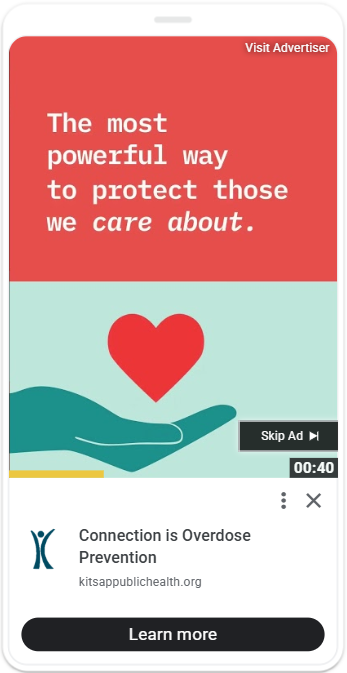 Visit Advertiser
The most
powerful way
to protect those
we care about.
Skip Ad
00:40
Connection is Overdose
Prevention
kitsappublichealth.org
Learn more